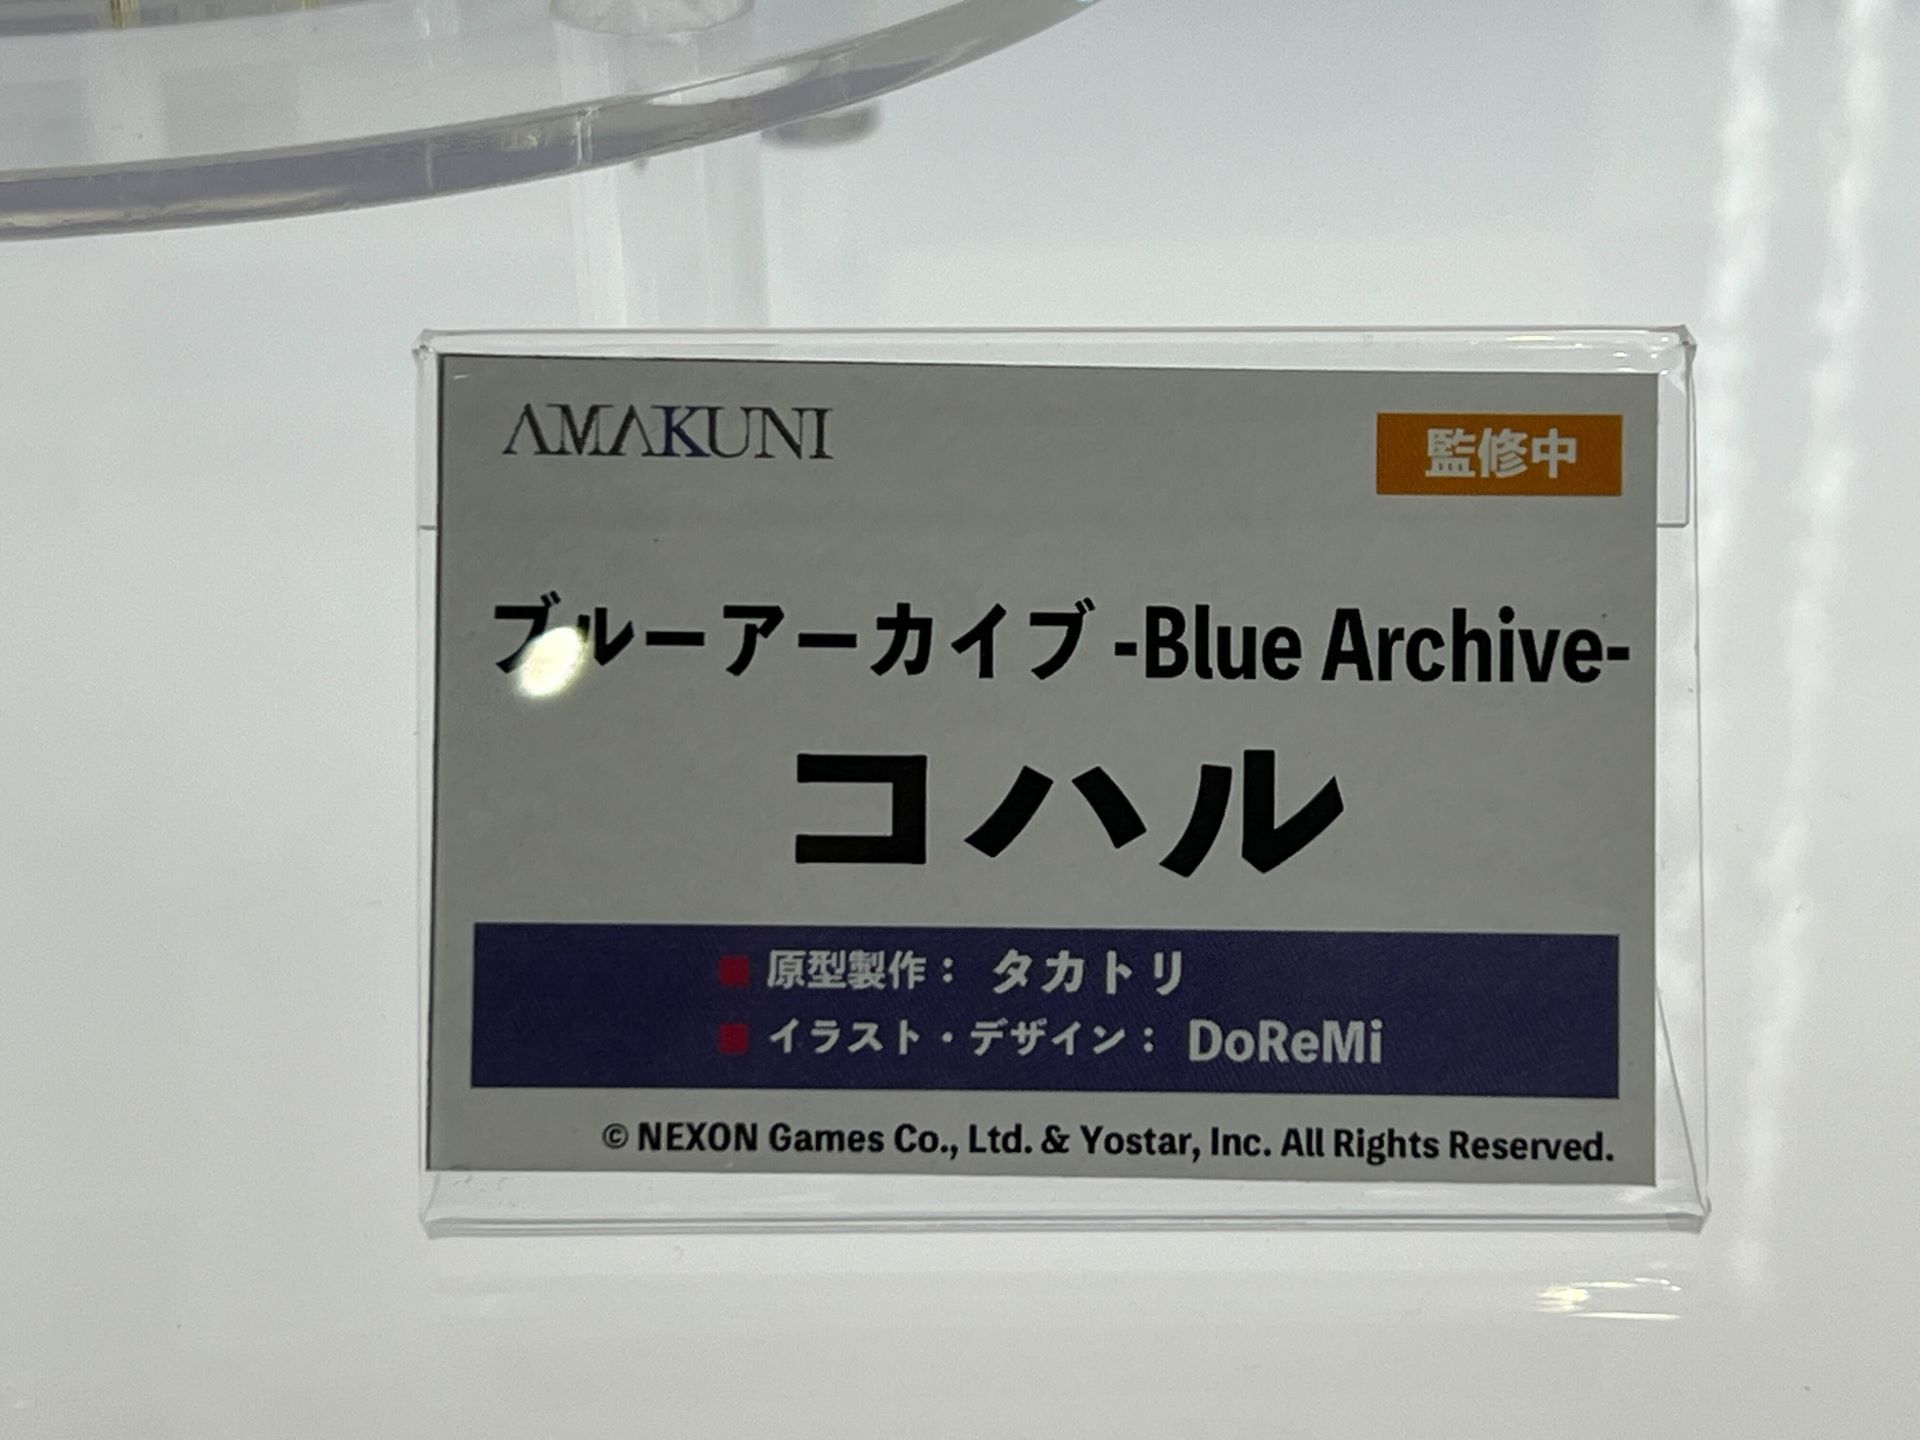 AMAKUNI
監修中
ブルーアーカイブ -Blue Archive-
コハル
■ 原型製作： タカトリ
■ イラスト・デザイン： DoReMi
© NEXON Games Co., Ltd. & Yostar, Inc. All Rights Reserved.